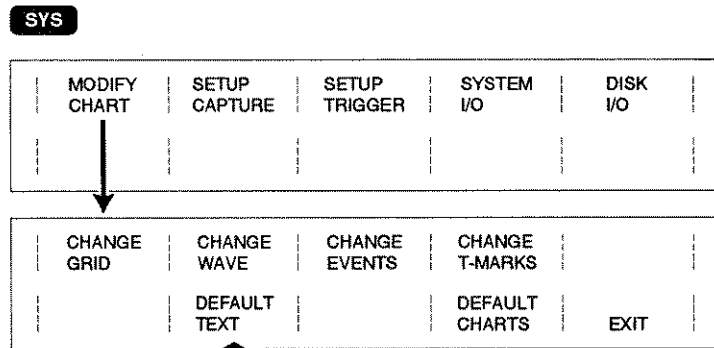 SYS
MODIFY SETUP SETUP SYSTEM DISK
CHART CAPTURE TRIGGER I/O I/O
CHANGE CHANGE CHANGE CHANGE
GRID WAVE EVENTS T-MARKS
DEFAULT DEFAULT
TEXT CHARTS EXIT